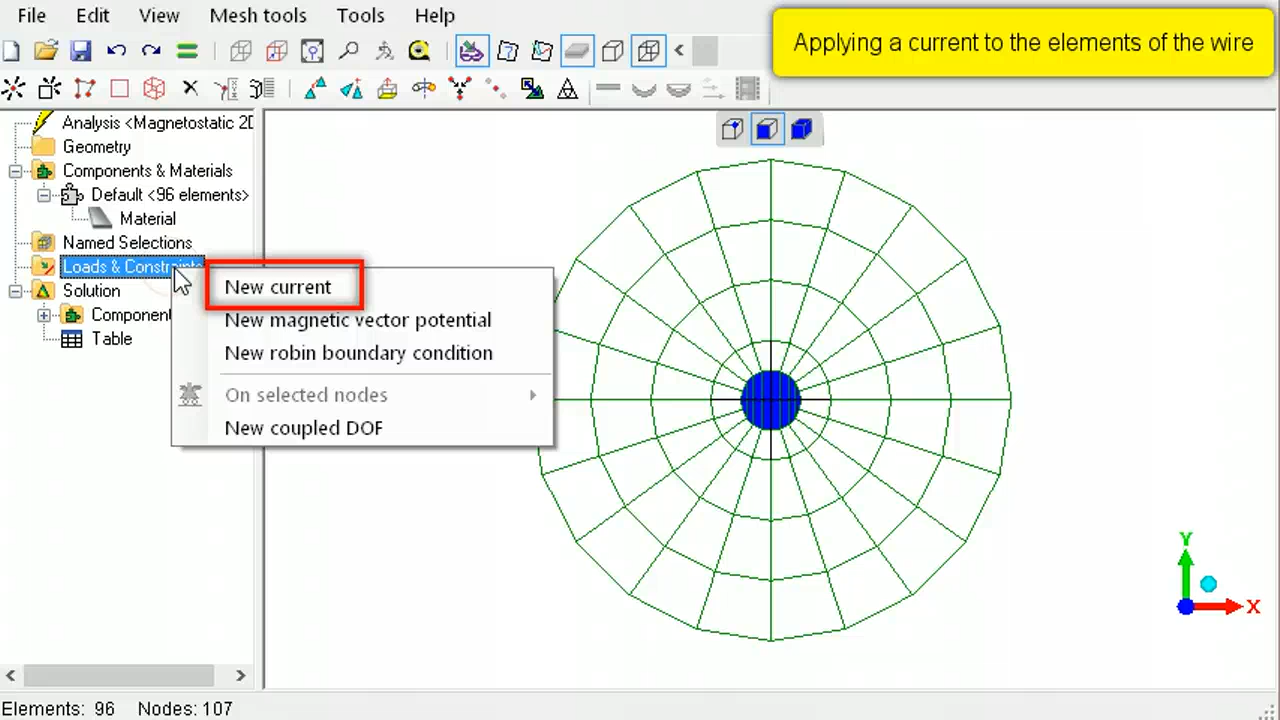 File Edit View Mesh tools Tools Help
Applying a current to the elements of the wire
Analysis <Magnetostatic 2D
Geometry
Components & Materials
Default <96 elements>
Material
Named Selections
Loads & Constraints
New current
Solution
New magnetic vector potential
Component
Table
New robin boundary condition
On selected nodes
New coupled DOF
Y
X
Elements: 96 Nodes: 107